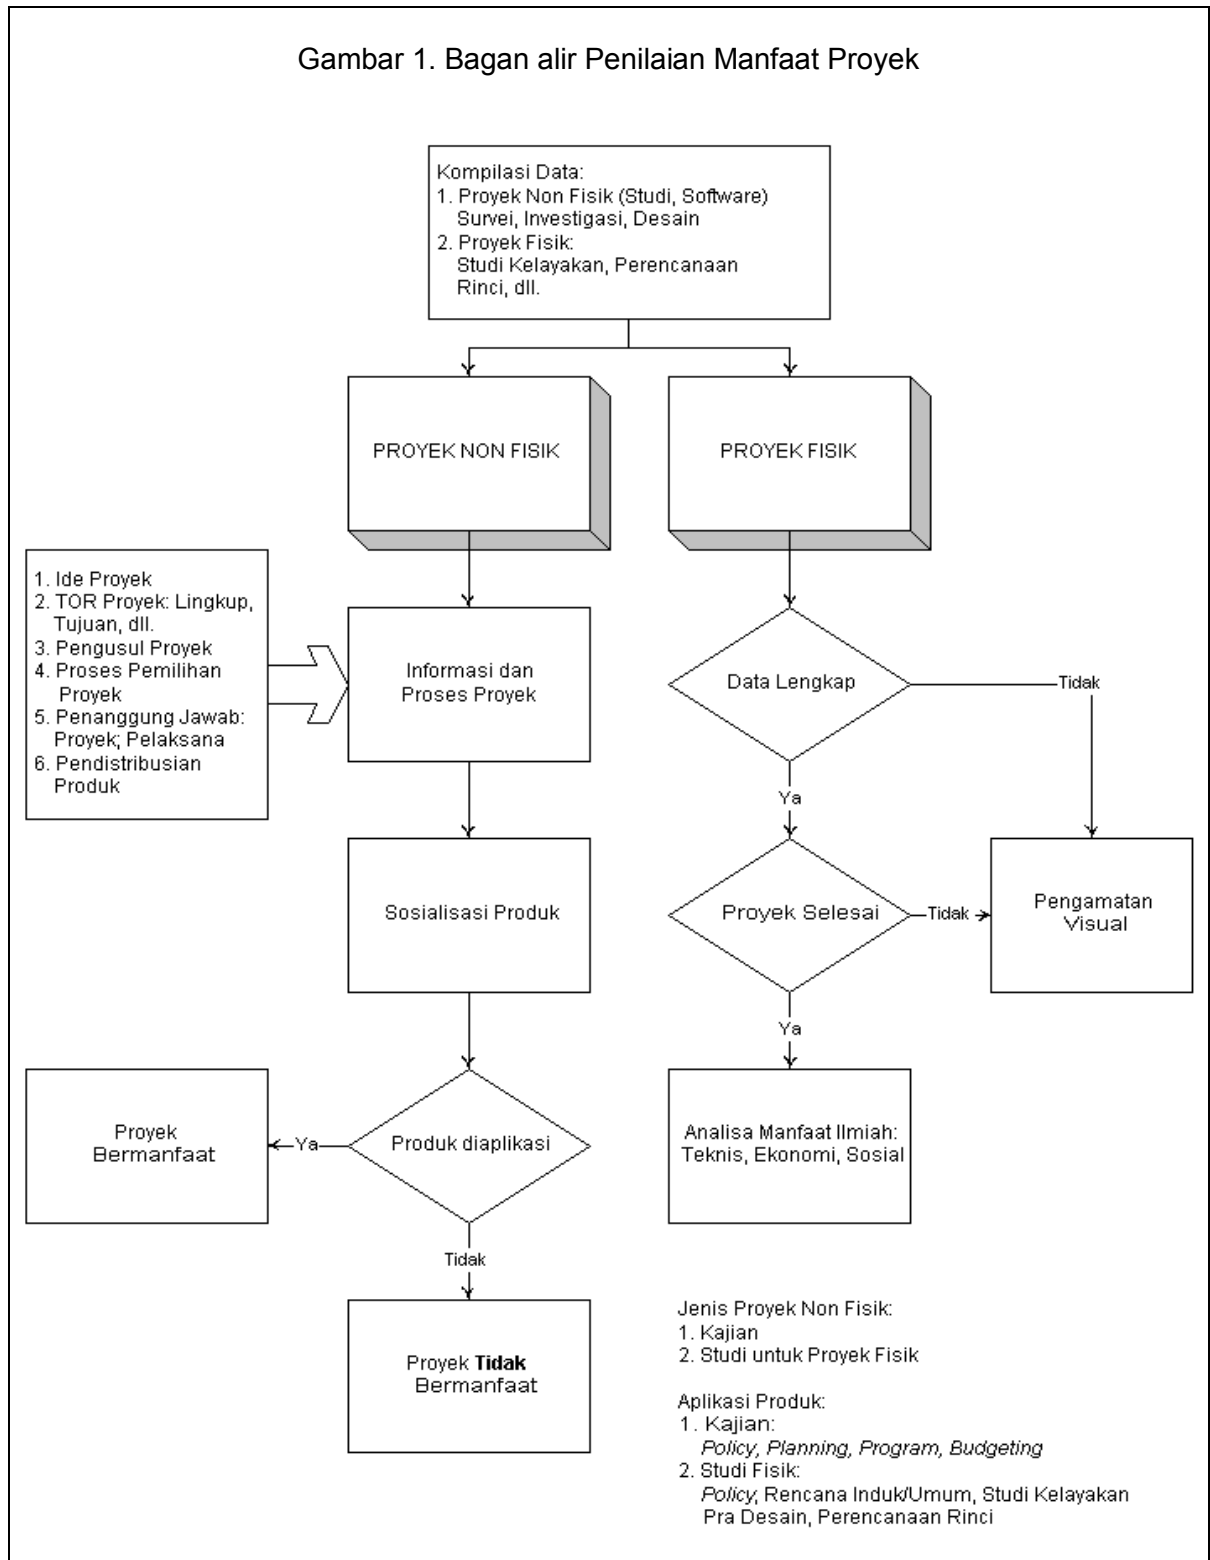 Gambar 1. Bagan alir Penilaian Manfaat Proyek
Kompilasi Data:
1. Proyek Non Fisik (Studi, Software)
Survei, Investigasi, Desain
2. Proyek Fisik:
Studi Kelayakan, Perencanaan
Rinci, dll.
PROYEK NON FISIK
PROYEK FISIK
1. Ide Proyek
2. TOR Proyek: Lingkup,
Tujuan, dll.
3. Pengusul Proyek
4. Proses Pemilihan
Proyek
5. Penanggung Jawab:
Proyek; Pelaksana
6. Pendistribusian
Produk
Informasi dan
Proses Proyek
Data Lengkap
Tidak
Ya
Sosialisasi Produk
Proyek Selesai
Tidak
Pengamatan
Visual
Ya
Proyek
Bermanfaat
Ya
Produk diaplikasi
Analisa Manfaat Ilmiah:
Teknis, Ekonomi, Sosial
Tidak
Proyek Tidak
Bermanfaat
Jenis Proyek Non Fisik:
1. Kajian
2. Studi untuk Proyek Fisik
Aplikasi Produk:
1. Kajian:
Policy, Planning, Program, Budgeting
2. Studi Fisik:
Policy, Rencana Induk/Umum, Studi Kelayakan
Pra Desain, Perencanaan Rinci